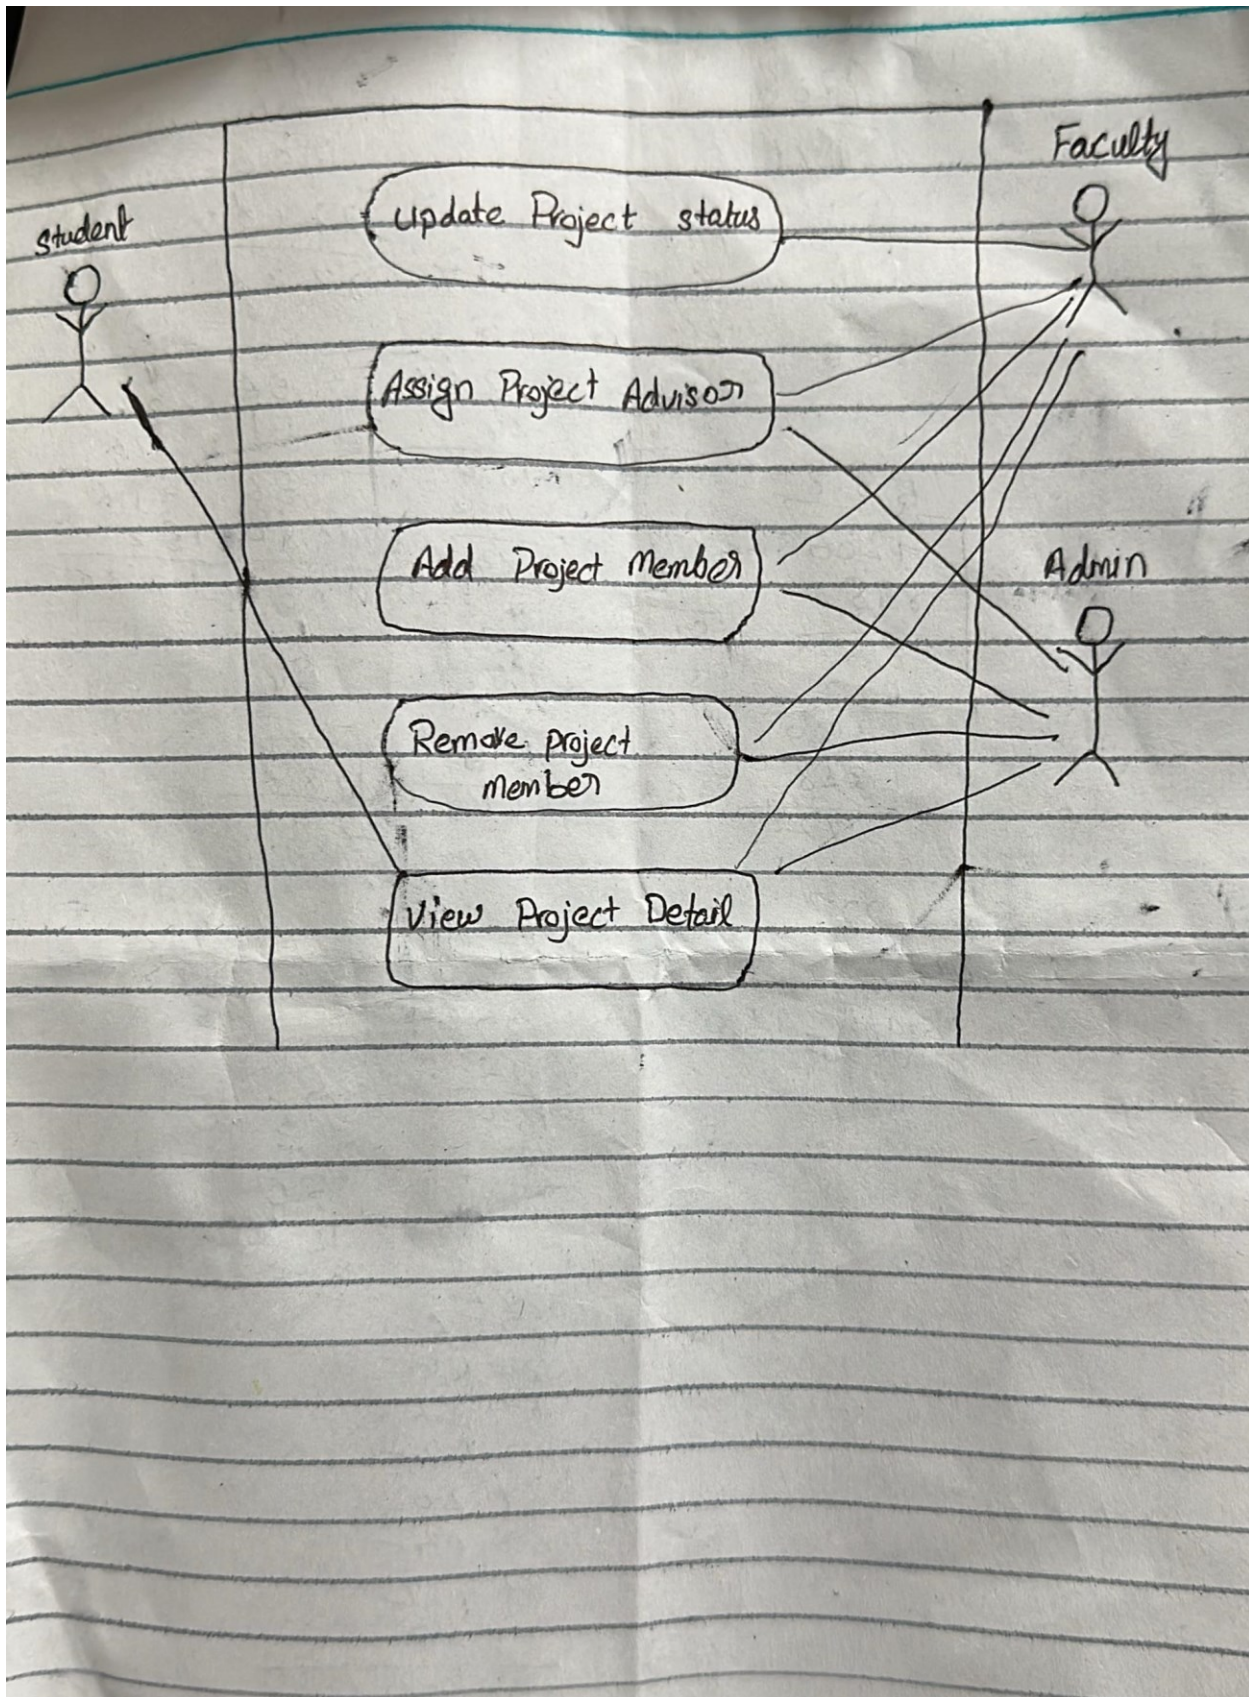 Faculty
Student
Update Project status
Assign Project Advisor
Add Project Member
Admin
Remove project
member
View Project Detail